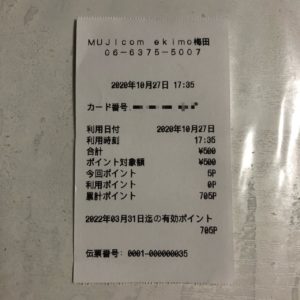 MUJIcom ekimo梅田
06-6375-5007
2020年10月27日 17:35
カード番号:
利用日付 2020年10月27日
利用時刻 17:35
合計 ¥500
ポイント対象額 ¥500
今回ポイント 5P
利用ポイント 0P
累計ポイント 705P
2022年03月31日迄の有効ポイント
705P
伝票番号: 0001-000000035